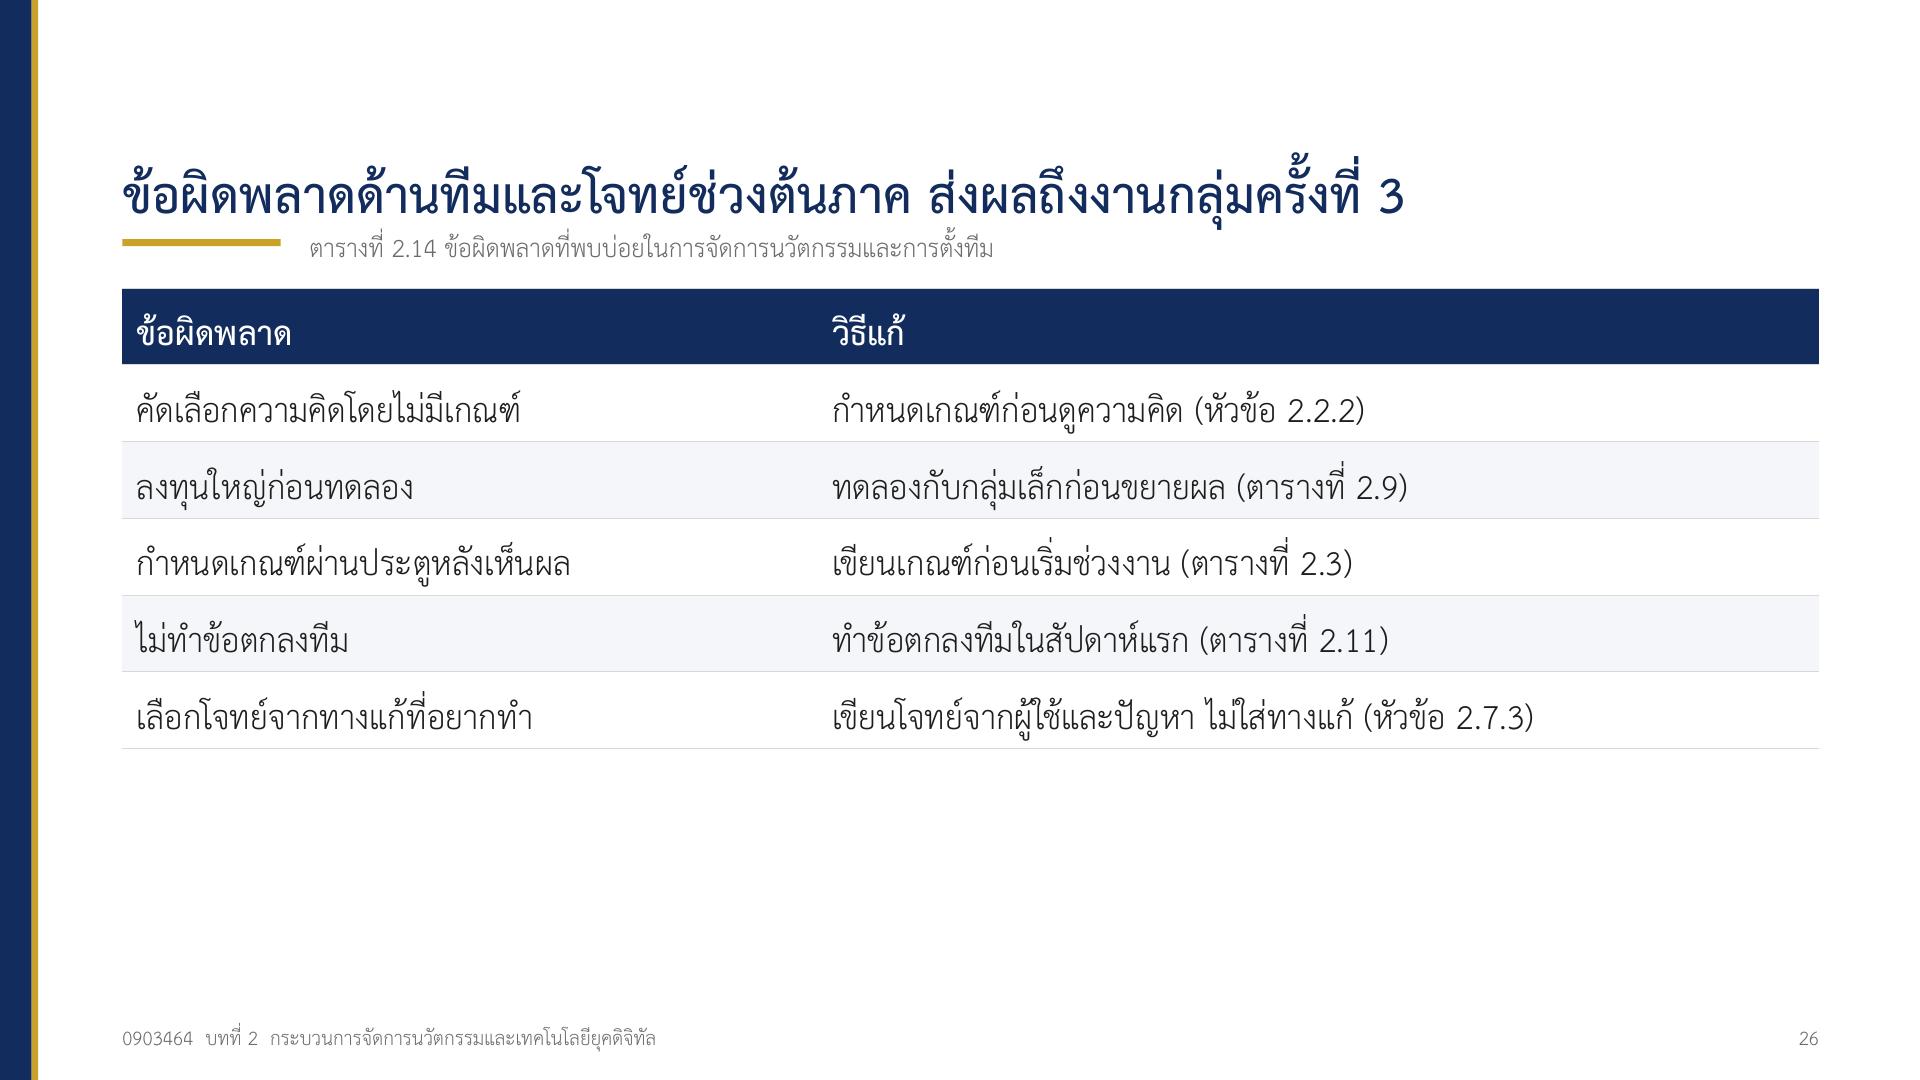 ข้อผิดพลาดด้านทีมและโจทย์ช่วงต้นภาค ส่งผลถึงงานกลุ่มครั้งที่ 3
ตารางที่ 2.14 ข้อผิดพลาดที่พบบ่อยในการจัดการนวัตกรรมและการตั้งทีม
ข้อผิดพลาด วิธีแก้
คัดเลือกความคิดโดยไม่มีเกณฑ์ กำหนดเกณฑ์ก่อนดูความคิด (หัวข้อ 2.2.2)
ลงทุนใหญ่ก่อนทดลอง ทดลองกับกลุ่มเล็กก่อนขยายผล (ตารางที่ 2.9)
กำหนดเกณฑ์ผ่านประตูหลังเห็นผล เขียนเกณฑ์ก่อนเริ่มช่วงงาน (ตารางที่ 2.3)
ไม่ทำข้อตกลงทีม ทำข้อตกลงทีมในสัปดาห์แรก (ตารางที่ 2.11)
เลือกโจทย์จากทางแก้ที่อยากทำ เขียนโจทย์จากผู้ใช้และปัญหา ไม่ใส่ทางแก้ (หัวข้อ 2.7.3)
0903464 บทที่ 2 กระบวนการจัดการนวัตกรรมและเทคโนโลยียุคดิจิทัล 26